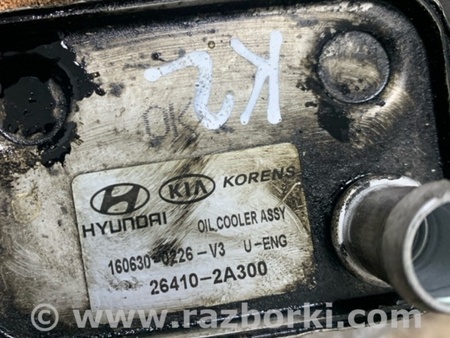 K2
OK
HYUNDAI KIA KORENS
OIL COOLER ASSY
160630-0226-V3 U-ENG
26410-2A300
© www.razborki.com ®